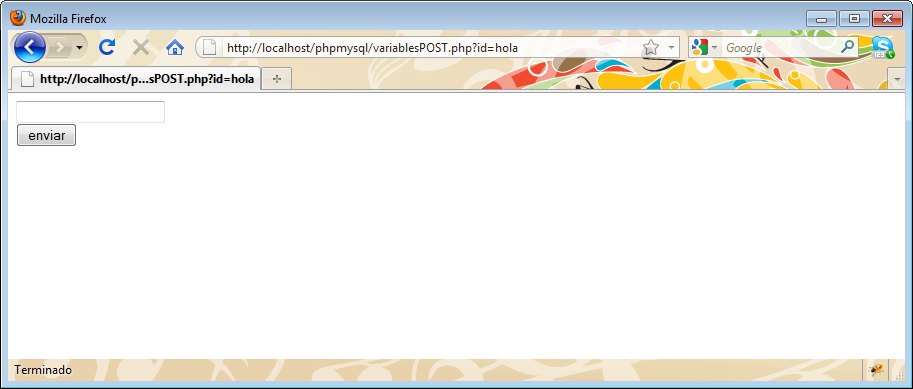 Mozilla Firefox
http://localhost/phpmysql/variablesPOST.php?id=hola
Google
http://localhost/p...sPOST.php?id=hola
enviar
Terminado